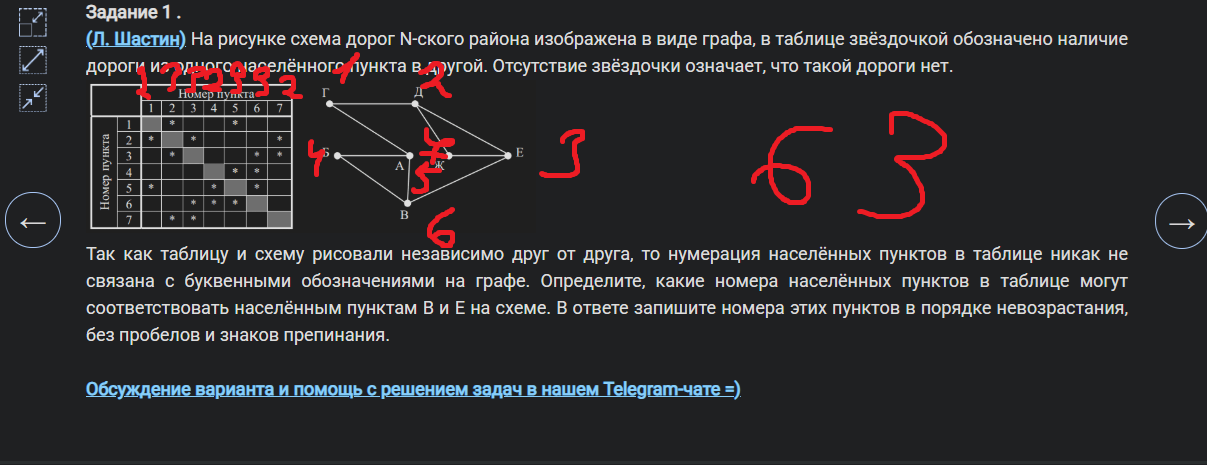 Задание 1 .
(Л. Шастин) На рисунке схема дорог N-ского района изображена в виде графа, в таблице звёздочкой обозначено наличие
дороги из одного населённого пункта в другой. Отсутствие звёздочки означает, что такой дороги нет.
Номер пункта
1 2 3 4 5 6 7
Номер пункта
1 * *
2 * * *
3 * * *
4 * *
5 * * *
6 * * *
7 * *
Г 1 Д 2
Б 4 А 5 Ж 7 Е 3
В 6
63
Так как таблицу и схему рисовали независимо друг от друга, то нумерация населённых пунктов в таблице никак не
связана с буквенными обозначениями на графе. Определите, какие номера населённых пунктов в таблице могут
соответствовать населённым пунктам В и Е на схеме. В ответе запишите номера этих пунктов в порядке невозрастания,
без пробелов и знаков препинания.
Обсуждение варианта и помощь с решением задач в нашем Telegram-чате =)